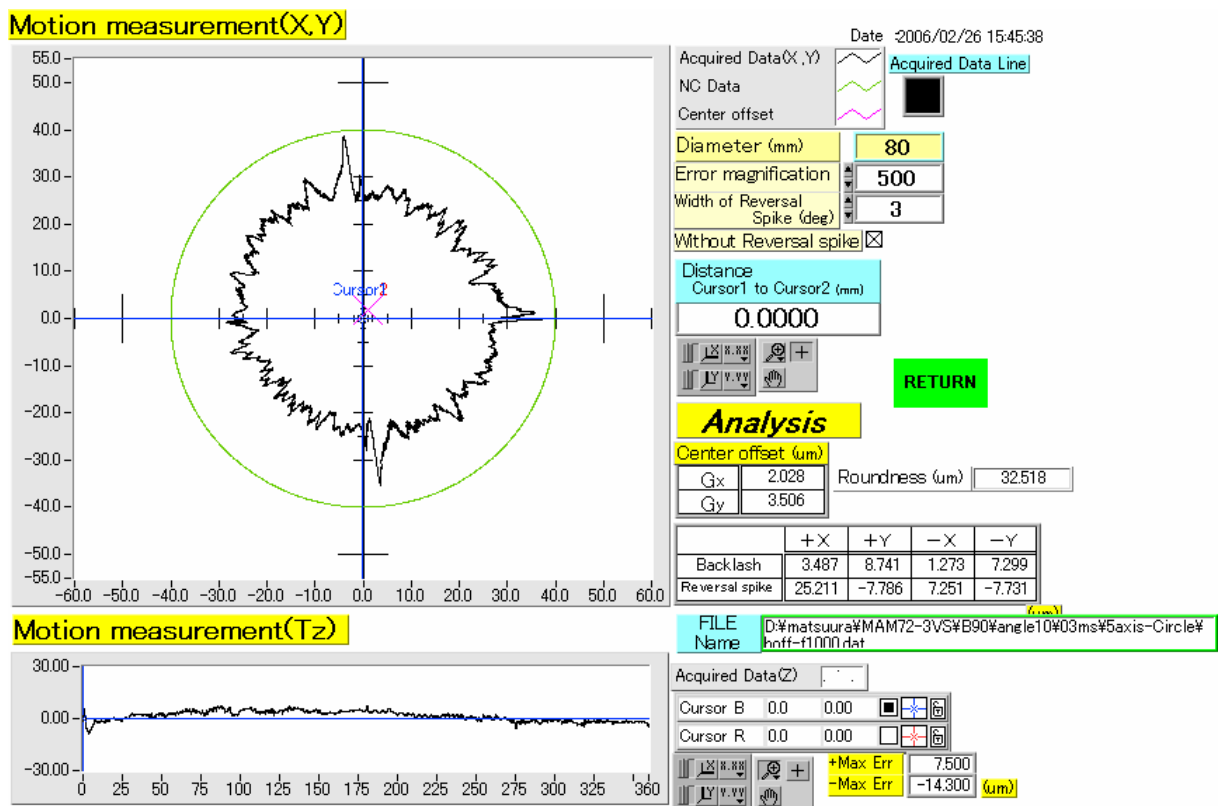 Motion measurement(X,Y)
Date :2006/02/26 15:45:38
Acquired Data(X,Y)
Acquired Data Line
NC Data
Center offset
55.0
50.0
40.0
30.0
20.0
10.0
0.0
-10.0
-20.0
-30.0
-40.0
-50.0
-55.0
-60.0 -50.0 -40.0 -30.0 -20.0 -10.0 0.0 10.0 20.0 30.0 40.0 50.0 60.0
Diameter (mm) 80
Error magnification 500
Width of Reversal
Spike (deg) 3
Without Reversal spike
Distance
Cursor1 to Cursor2 (mm)
0.0000
X X.XX
Y Y.YY
RETURN
Analysis
Center offset (um)
Gx 2.028
Gy 3.506
Roundness (um) 32.518
+X +Y -X -Y
Backlash 3.487 8.741 1.273 7.299
Reversal spike 25.211 -7.786 7.251 -7.731
(um)
Motion measurement(Tz)
FILE
Name
D:¥matsuura¥MAM72-3VS¥B90¥angle10¥03ms¥5axis-Circle¥
hoff-f1000.dat
30.00
0.00
-30.00
0 25 50 75 100 125 150 175 200 225 250 275 300 325 360
Acquired Data(Z)
Cursor B 0.0 0.00
Cursor R 0.0 0.00
X X.XX
Y Y.YY
+Max Err 7.500
-Max Err -14.300 (um)